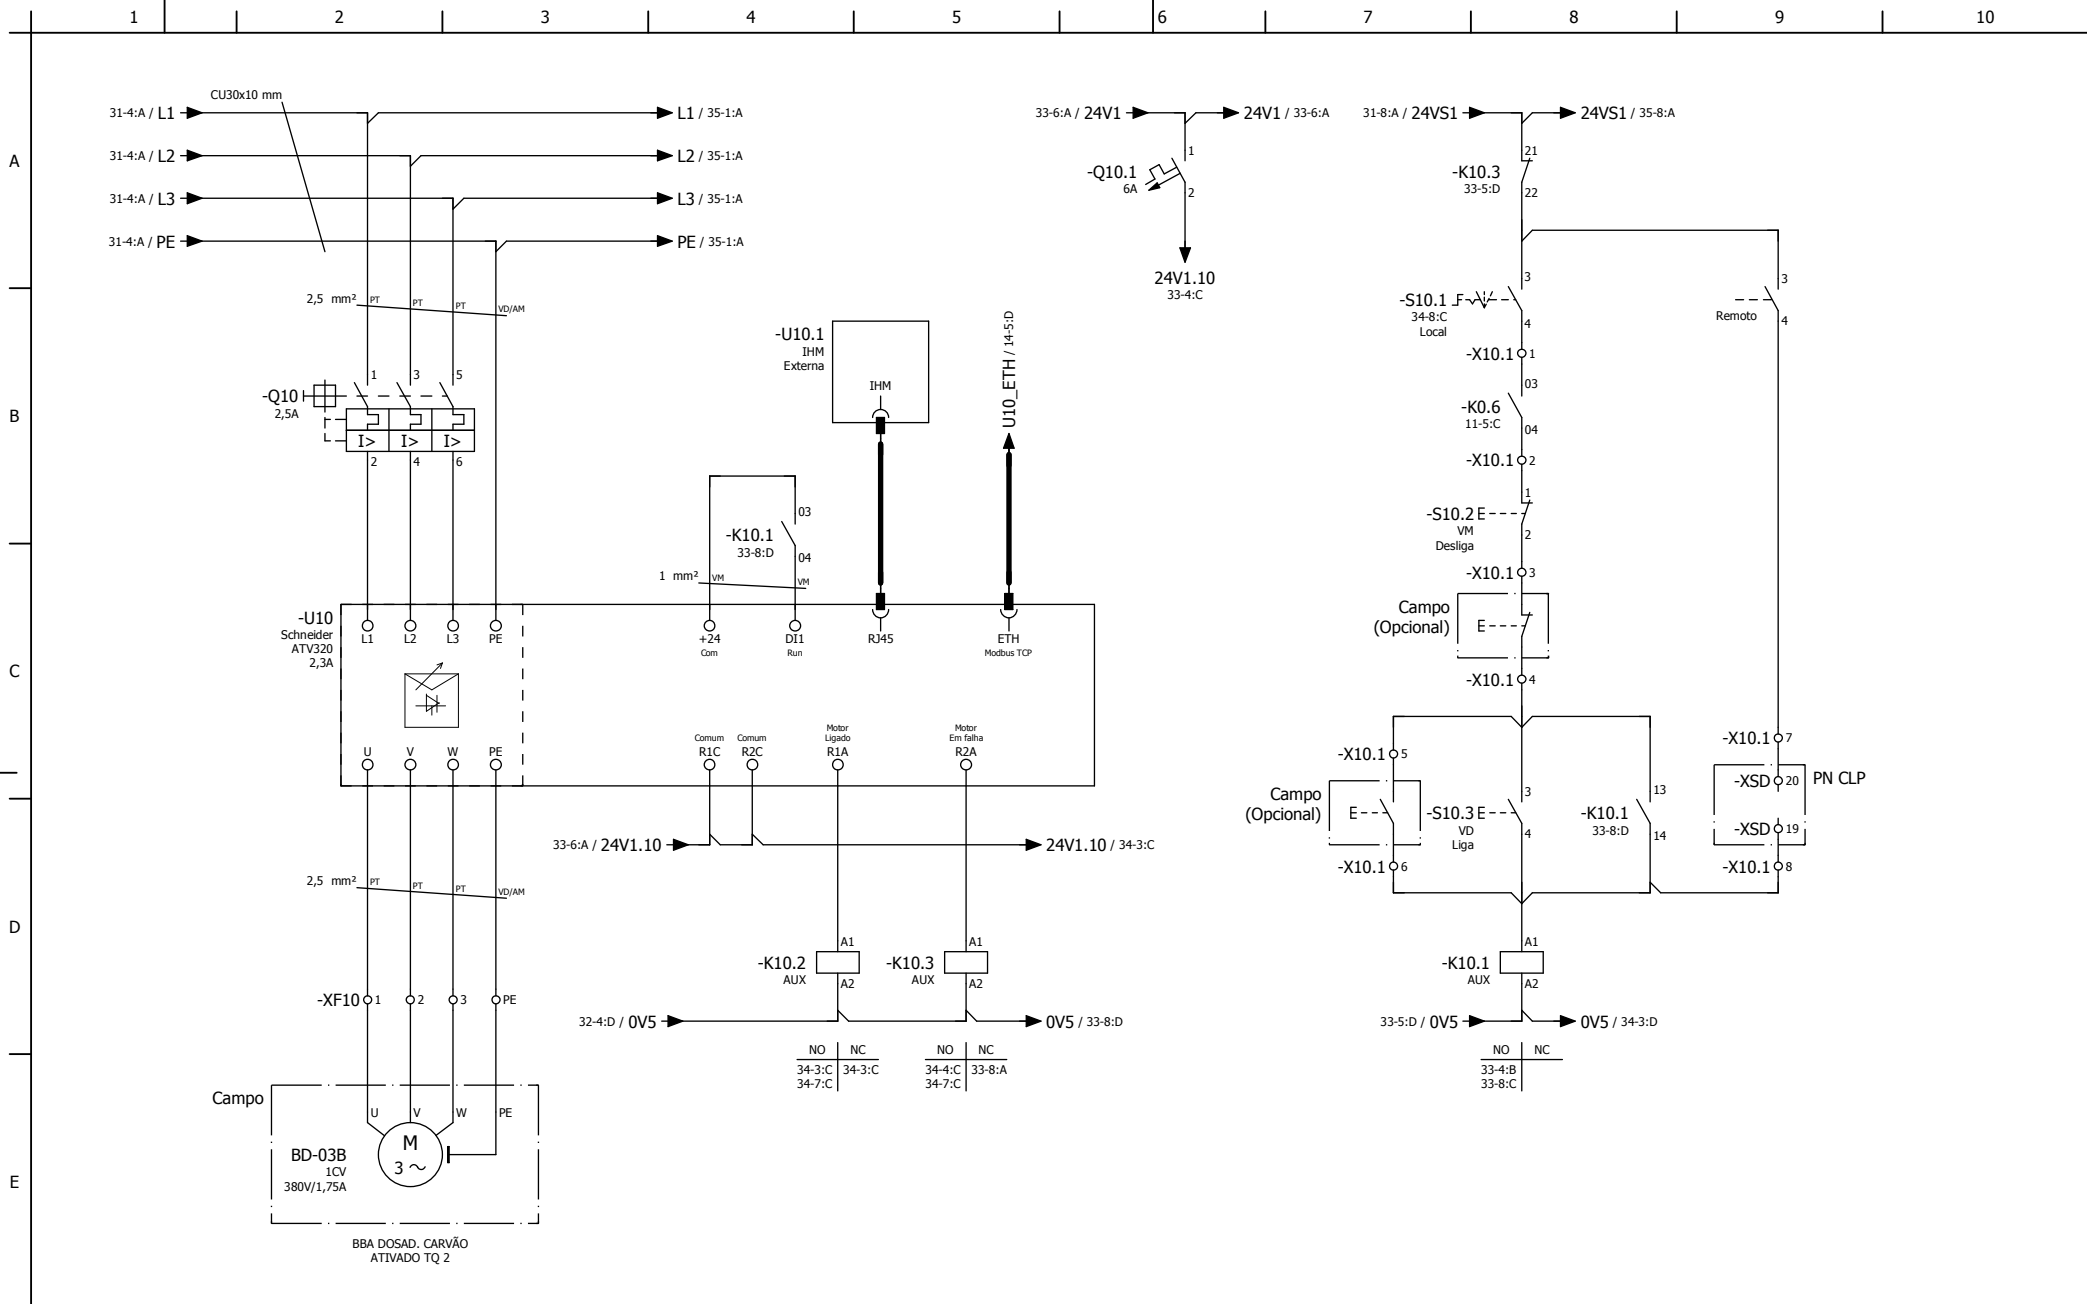 1 2 3 4 5 6 7 8 9 10
A
B
C
D
E
CU30x10 mm
31-4:A / L1
L1 / 35-1:A
31-4:A / L2
L2 / 35-1:A
31-4:A / L3
L3 / 35-1:A
31-4:A / PE
PE / 35-1:A
2,5 mm²
PT PT PT VD/AM
-Q10
2,5A
1 3 5
I> I> I>
2 4 6
-U10
Schneider
ATV320
2,3A
L1 L2 L3 PE
U V W PE
2,5 mm²
PT PT PT VD/AM
-XF10 1 2 3 PE
Campo
U V W PE
M
3
BD-03B
1CV
380V/1,75A
BBA DOSAD. CARVÃO
ATIVADO TQ 2
-K10.1
33-8:D
03
04
1 mm²
VM VM
+24
Com
DI1
Run
-U10.1
IHM
Externa
IHM
RJ45
U10_ETH / 14-5:D
ETH
Modbus TCP
Comum
R1C
Comum
R2C
Motor
Ligado
R1A
Motor
Em falha
R2A
33-6:A / 24V1.10
24V1.10 / 34-3:C
-K10.2
AUX
A1
A2
-K10.3
AUX
A1
A2
32-4:D / 0V5
0V5 / 33-8:D
NO NC
34-3:C 34-3:C
34-7:C
NO NC
34-4:C 33-8:A
34-7:C
33-6:A / 24V1
24V1 / 33-6:A
-Q10.1
6A
1
2
24V1.10
33-4:C
31-8:A / 24VS1
24VS1 / 35-8:A
-K10.3
33-5:D
21
22
-S10.1
34-8:C
Local
3
4
Remoto
3
4
-X10.1 1
-K0.6
11-5:C
03
04
-X10.1 2
-S10.2 E
VM
Desliga
1
2
-X10.1 3
Campo
(Opcional)
E
-X10.1 4
-X10.1 5
Campo
(Opcional)
E
-X10.1 6
-S10.3 E
VD
Liga
3
4
-K10.1
33-8:D
13
14
-X10.1 7
-XSD 20
PN CLP
-XSD 19
-X10.1 8
-K10.1
AUX
A1
A2
33-5:D / 0V5
0V5 / 34-3:D
NO NC
33-4:B
33-8:C